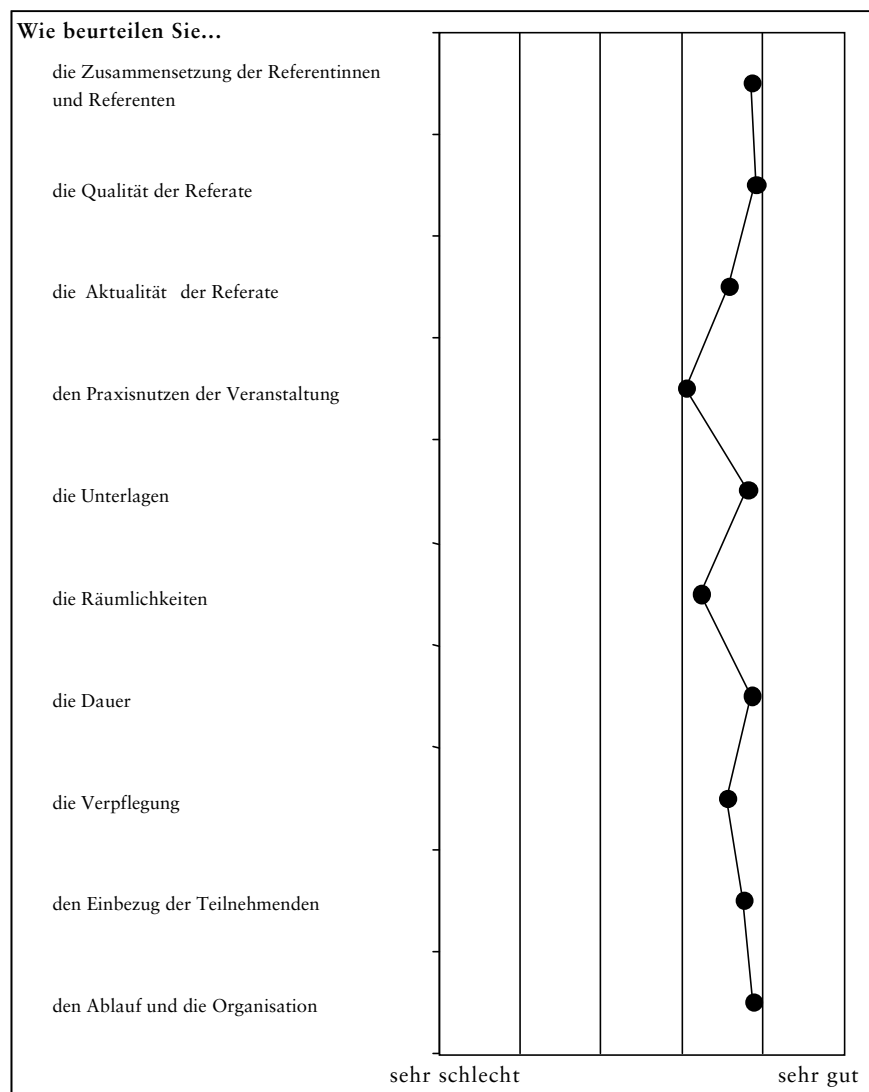 Wie beurteilen Sie...
die Zusammensetzung der Referentinnen
und Referenten
die Qualität der Referate
die Aktualität der Referate
den Praxisnutzen der Veranstaltung
die Unterlagen
die Räumlichkeiten
die Dauer
die Verpflegung
den Einbezug der Teilnehmenden
den Ablauf und die Organisation
sehr schlecht sehr gut